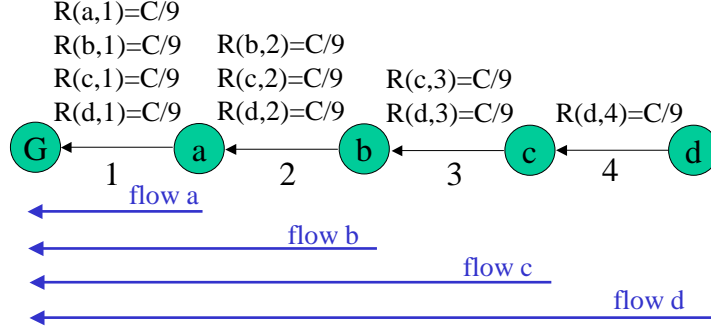 R(a,1)=C/9
R(b,1)=C/9 R(b,2)=C/9
R(c,1)=C/9 R(c,2)=C/9 R(c,3)=C/9
R(d,1)=C/9 R(d,2)=C/9 R(d,3)=C/9 R(d,4)=C/9
G a b c d
1 2 3 4
flow a
flow b
flow c
flow d